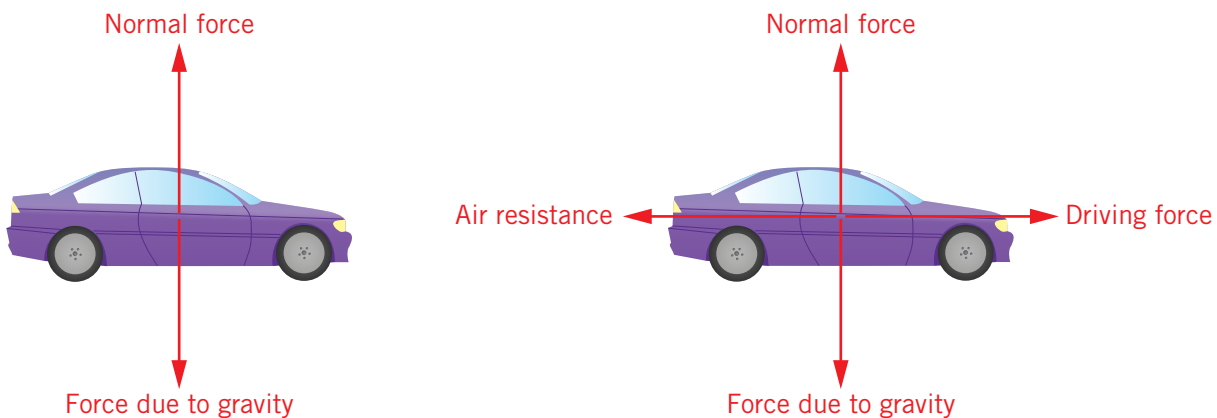 Normal force
Normal force
Air resistance
Driving force
Force due to gravity
Force due to gravity